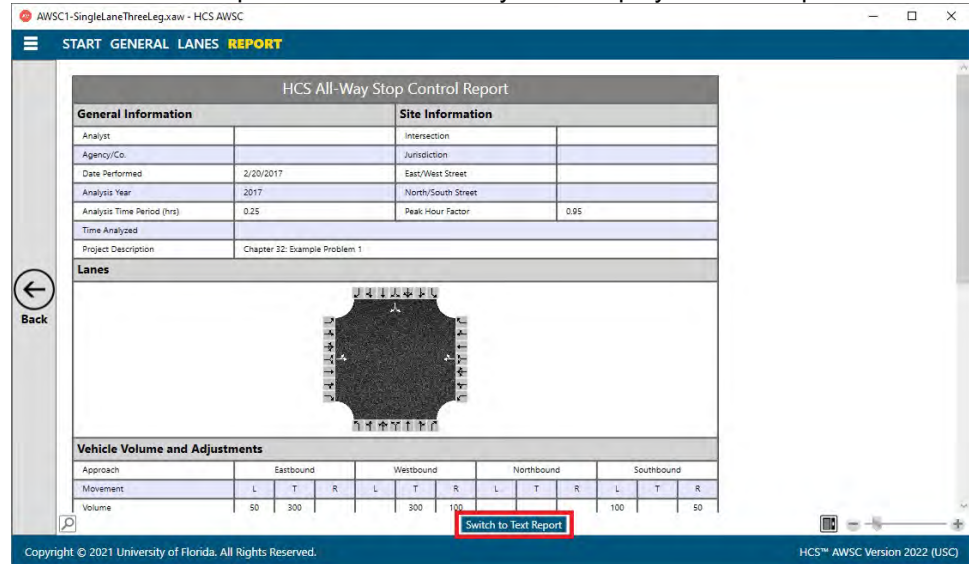 AWSC1-SingleLaneThreeLeg.xaw - HCS AWSC
START GENERAL LANES REPORT
HCS All-Way Stop Control Report
General Information Site Information
Analyst Intersection
Agency/Co. Jurisdiction
Date Performed 2/20/2017 East/West Street
Analysis Year 2017 North/South Street
Analysis Time Period (hrs) 0.25 Peak Hour Factor 0.95
Time Analyzed
Project Description Chapter 32: Example Problem 1
Lanes
Back
Vehicle Volume and Adjustments
Approach Eastbound Westbound Northbound Southbound
Movement L T R L T R L T R L T R
Volume 50 300 300 100 100 50
Switch to Text Report
Copyright © 2021 University of Florida. All Rights Reserved. HCS™ AWSC Version 2022 (USC)